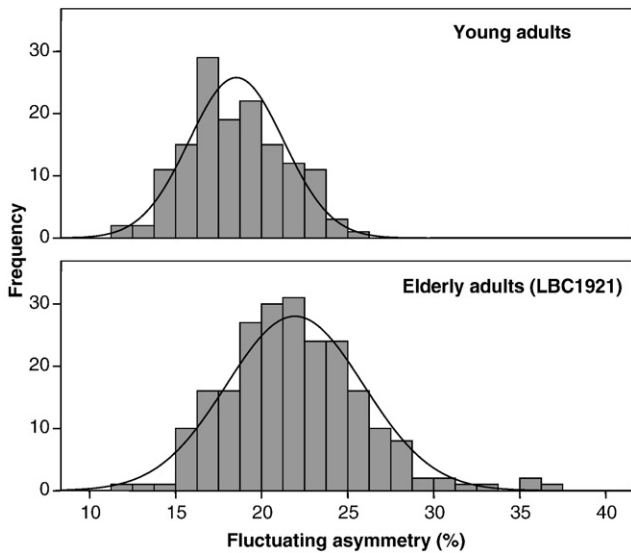 Young adults
30
20
10
0
Frequency
Elderly adults (LBC1921)
30
20
10
0
10 15 20 25 30 35 40
Fluctuating asymmetry (%)